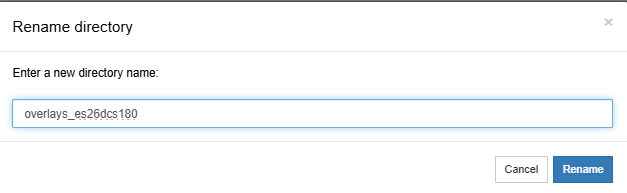 Rename directory
×
Enter a new directory name:
overlays_es26dcs180
Cancel
Rename